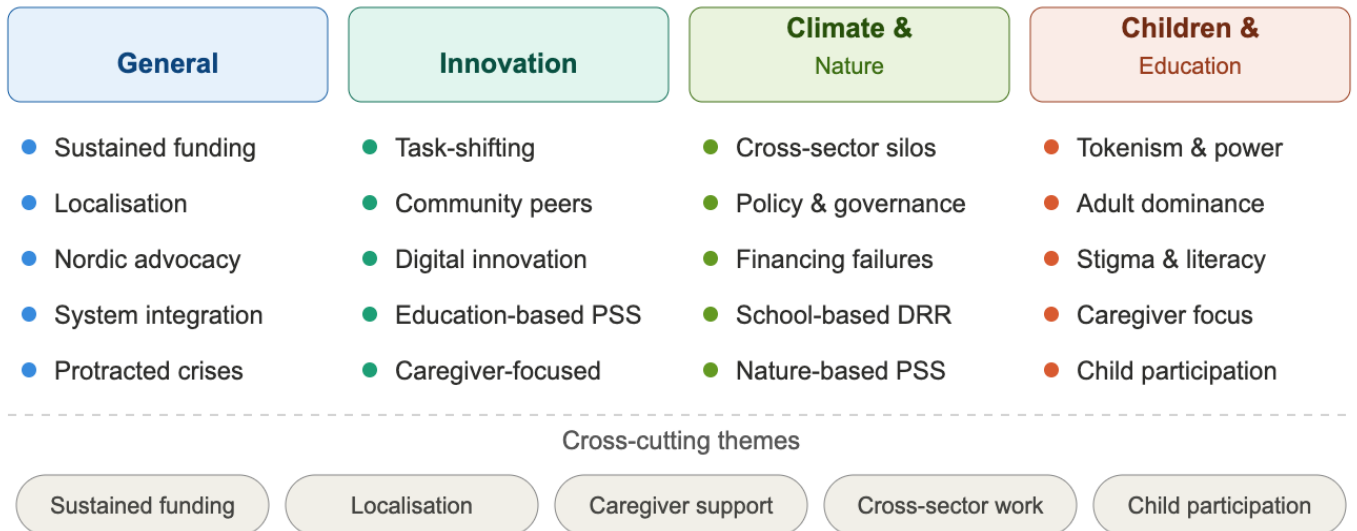 General
Innovation
Climate &
Nature
Children &
Education
Sustained funding
Localisation
Nordic advocacy
System integration
Protracted crises
Task-shifting
Community peers
Digital innovation
Education-based PSS
Caregiver-focused
Cross-sector silos
Policy & governance
Financing failures
School-based DRR
Nature-based PSS
Tokenism & power
Adult dominance
Stigma & literacy
Caregiver focus
Child participation
Cross-cutting themes
Sustained funding
Localisation
Caregiver support
Cross-sector work
Child participation